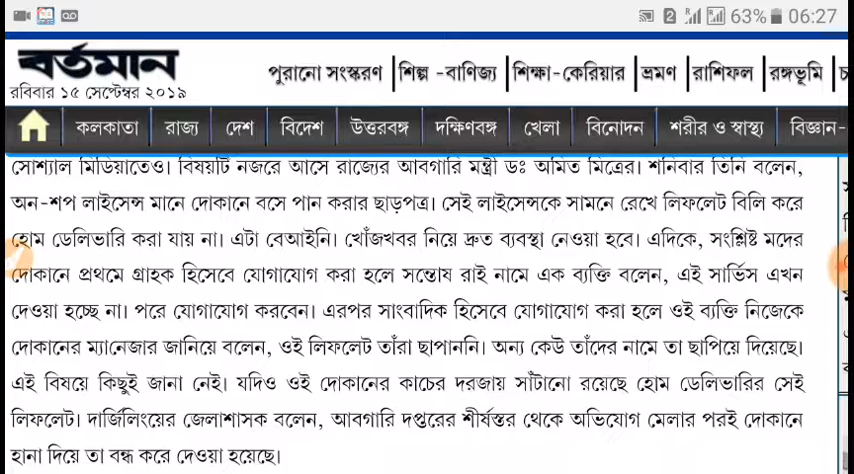 63% 06:27
বর্তমান
রবিবার ১৫ সেপ্টেম্বর ২০১৯
পুরানো সংস্করণ | শিল্প -বাণিজ্য | শিক্ষা-কেরিয়ার | ভ্রমণ | রাশিফল | রঙ্গভূমি
কলকাতা রাজ্য দেশ বিদেশ উত্তরবঙ্গ দক্ষিণবঙ্গ খেলা বিনোদন শরীর ও স্বাস্থ্য বিজ্ঞান-
সোশ্যাল মিডিয়াতেও। বিষয়টি নজরে আসে রাজ্যের আবগারি মন্ত্রী ডঃ অমিত মিত্রের। শনিবার তিনি বলেন,
অন-শপ লাইসেন্স মানে দোকানে বসে পান করার ছাড়পত্র। সেই লাইসেন্সকে সামনে রেখে লিফলেট বিলি করে
হোম ডেলিভারি করা যায় না। এটা বেআইনি। খোঁজখবর নিয়ে দ্রুত ব্যবস্থা নেওয়া হবে। এদিকে, সংশ্লিষ্ট মদের
দোকানে প্রথমে গ্রাহক হিসেবে যোগাযোগ করা হলে সন্তোষ রাই নামে এক ব্যক্তি বলেন, এই সার্ভিস এখন
দেওয়া হচ্ছে না। পরে যোগাযোগ করবেন। এরপর সাংবাদিক হিসেবে যোগাযোগ করা হলে ওই ব্যক্তি নিজেকে
দোকানের ম্যানেজার জানিয়ে বলেন, ওই লিফলেট তাঁরা ছাপাননি। অন্য কেউ তাঁদের নামে তা ছাপিয়ে দিয়েছে।
এই বিষয়ে কিছুই জানা নেই। যদিও ওই দোকানের কাচের দরজায় সাঁটানো রয়েছে হোম ডেলিভারির সেই
লিফলেট। দার্জিলিংয়ের জেলাশাসক বলেন, আবগারি দপ্তরের শীর্ষস্তর থেকে অভিযোগ মেলার পরই দোকানে
হানা দিয়ে তা বন্ধ করে দেওয়া হয়েছে।